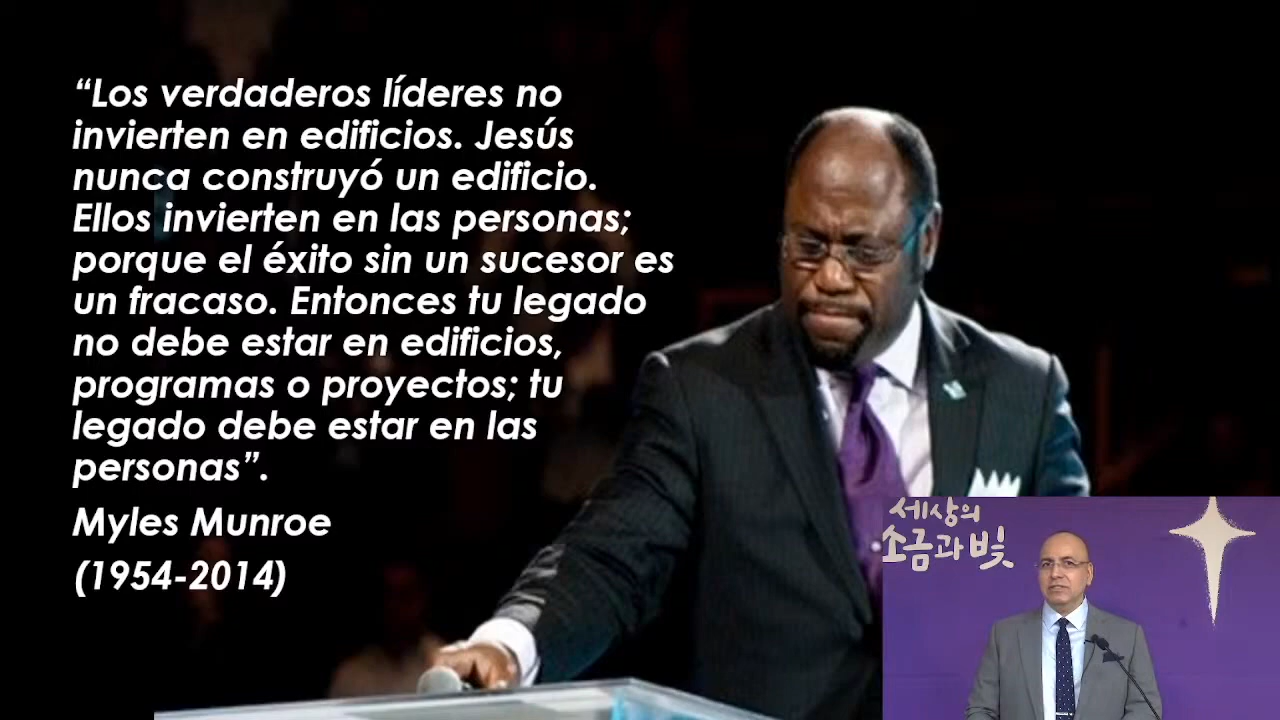 “Los verdaderos líderes no
invierten en edificios. Jesús
nunca construyó un edificio.
Ellos invierten en las personas;
porque el éxito sin un sucesor es
un fracaso. Entonces tu legado
no debe estar en edificios,
programas o proyectos; tu
legado debe estar en las
personas”.
Myles Munroe
(1954-2014)
세상의
소금과 빛